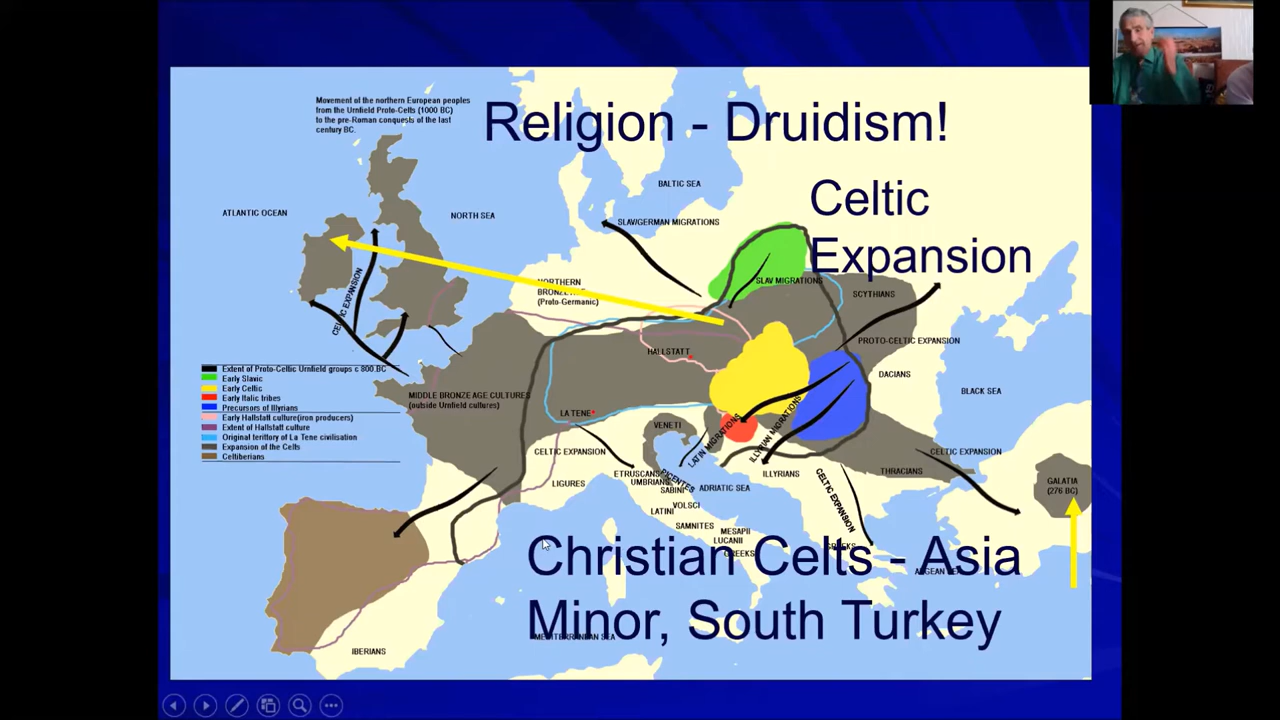 Movement of the northern European peoples
from the Urnfield Proto-Celts (1000 BC)
to the pre-Roman conquests of the last
century BC.
Religion - Druidism!
Celtic
Expansion
BALTIC SEA
ATLANTIC OCEAN
NORTH SEA
SLAV/GERMAN MIGRATIONS
SLAV MIGRATIONS
NORTHERN
(Proto-Germanic)
SCYTHIANS
CELTIC EXPANSION
PROTO-CELTIC EXPANSION
HALLSTATT
DACIANS
BLACK SEA
Extent of Proto-Celtic Urnfield groups c 800.BC
Early Slavic
Early Celtic
Early Italic tribes
Precursors of Illyrians
Early Hallstatt culture(iron producers)
Extent of Hallstatt culture
Original territory of La Tene civilisation
Expansion of the Celts
Celtiberians
MIDDLE BRONZE AGE CULTURES
(outside Urnfield cultures)
LA TENE
VENETI
LATIN MIGRATIONS
ILLYRIAN MIGRATIONS
CELTIC EXPANSION
CELTIC EXPANSION
ETRUSCANS
UMBRIANS
PICENTES
SABINI
ILLYRIANS
THRACIANS
LIGURES
ADRIATIC SEA
CELTIC EXPANSION
GALATIA
(276 BC)
VOLSCI
LATINI
SAMNITES
MESAPII
LUCANII
GREEKS
GREEKS
Christian Celts - Asia
Minor, South Turkey
AEGEAN SEA
MEDITERRANEAN SEA
IBERIANS